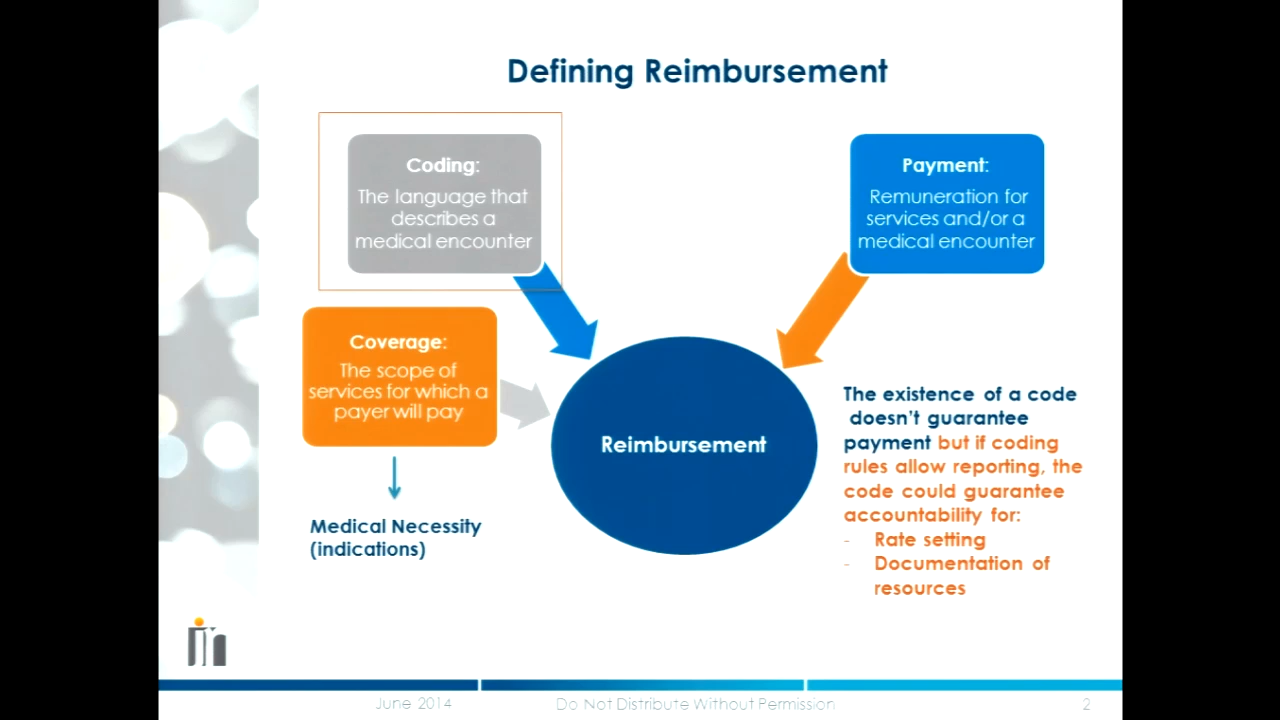 Defining Reimbursement
Coding:
The language that
describes a
medical encounter
Payment:
Remuneration for
services and/or a
medical encounter
Coverage:
The scope of
services for which a
payer will pay
Reimbursement
Medical Necessity
(indications)
The existence of a code
doesn't guarantee
payment but if coding
rules allow reporting, the
code could guarantee
accountability for:
- Rate setting
- Documentation of
resources
June 2014
Do Not Distribute Without Permission
2